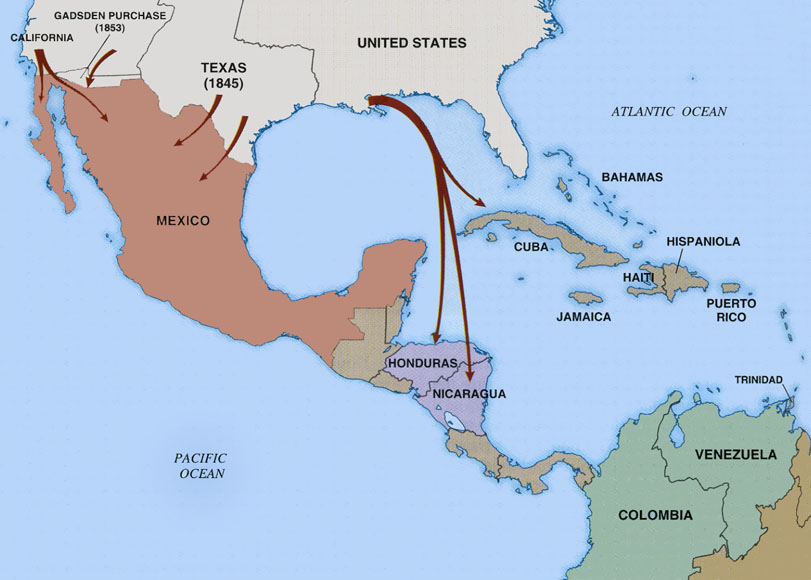 GADSDEN PURCHASE
(1853)
CALIFORNIA
UNITED STATES
TEXAS
(1845)
ATLANTIC OCEAN
BAHAMAS
MEXICO
CUBA
HISPANIOLA
HAITI
PUERTO
RICO
JAMAICA
HONDURAS
NICARAGUA
TRINIDAD
PACIFIC
OCEAN
VENEZUELA
COLOMBIA